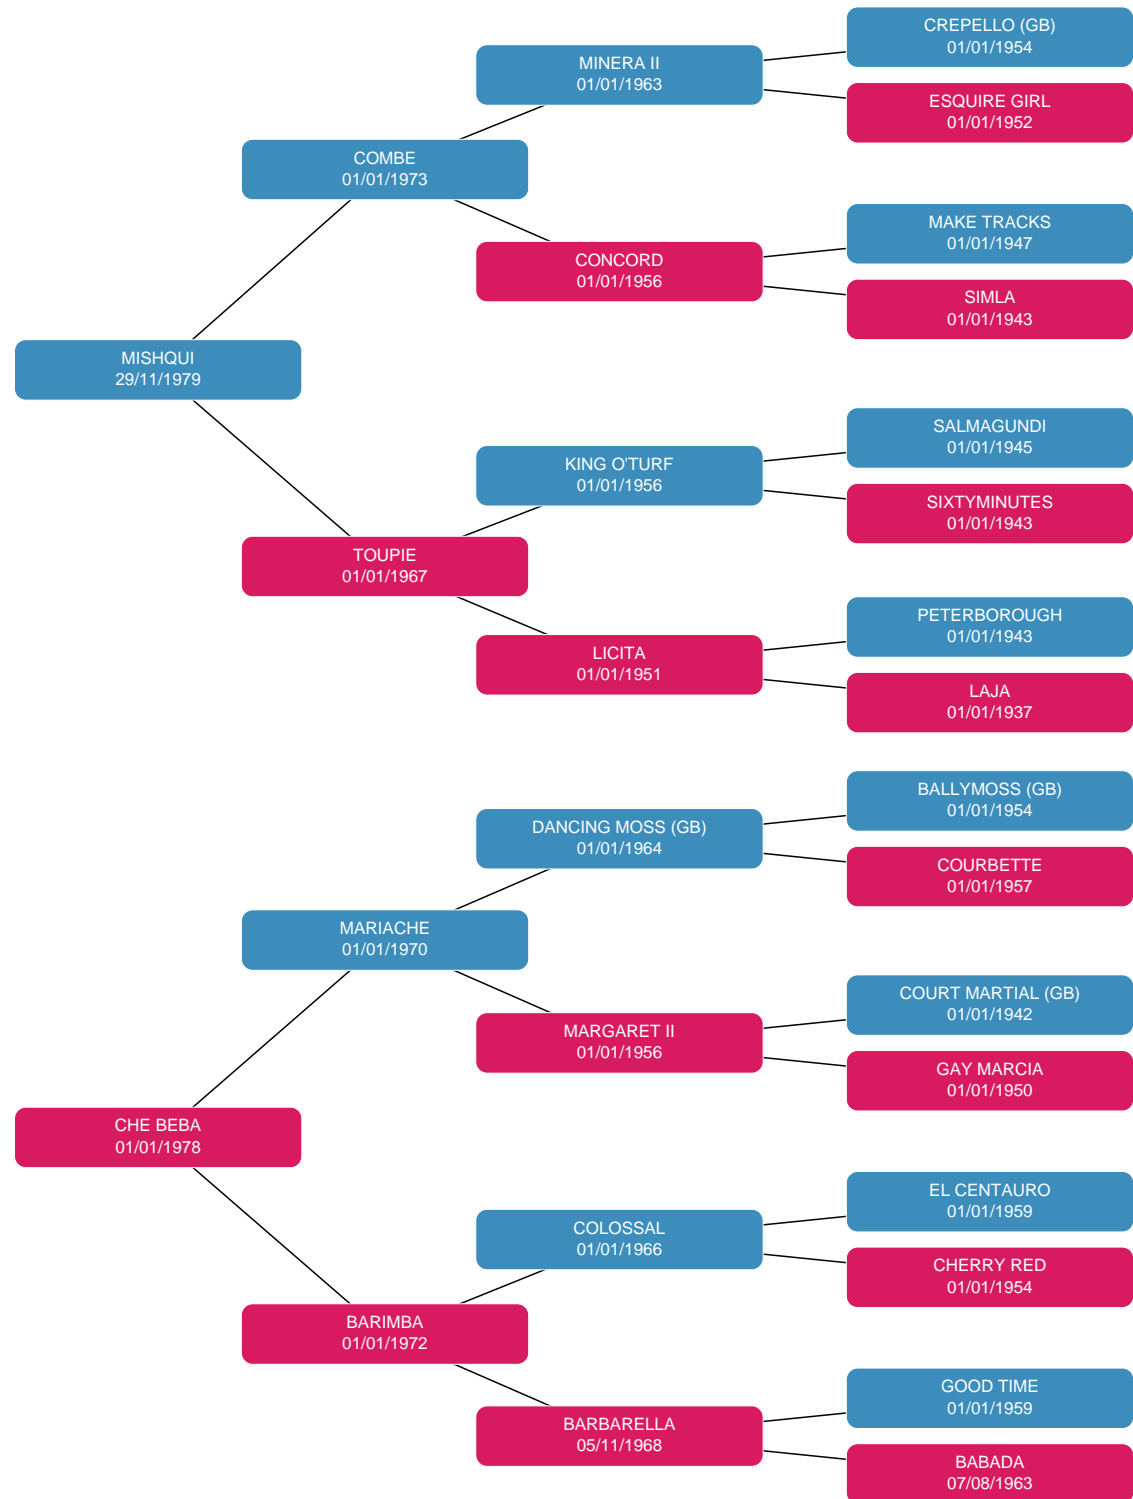 CREPELLO (GB)
01/01/1954
MINERA II
01/01/1963
ESQUIRE GIRL
01/01/1952
COMBE
01/01/1973
MAKE TRACKS
01/01/1947
CONCORD
01/01/1956
SIMLA
01/01/1943
MISHQUI
29/11/1979
SALMAGUNDI
01/01/1945
KING O'TURF
01/01/1956
SIXTYMINUTES
01/01/1943
TOUPIE
01/01/1967
PETERBOROUGH
01/01/1943
LICITA
01/01/1951
LAJA
01/01/1937
BALLYMOSS (GB)
01/01/1954
DANCING MOSS (GB)
01/01/1964
COURBETTE
01/01/1957
MARIACHE
01/01/1970
COURT MARTIAL (GB)
01/01/1942
MARGARET II
01/01/1956
GAY MARCIA
01/01/1950
CHE BEBA
01/01/1978
EL CENTAURO
01/01/1959
COLOSSAL
01/01/1966
CHERRY RED
01/01/1954
BARIMBA
01/01/1972
GOOD TIME
01/01/1959
BARBARELLA
05/11/1968
BABADA
07/08/1963